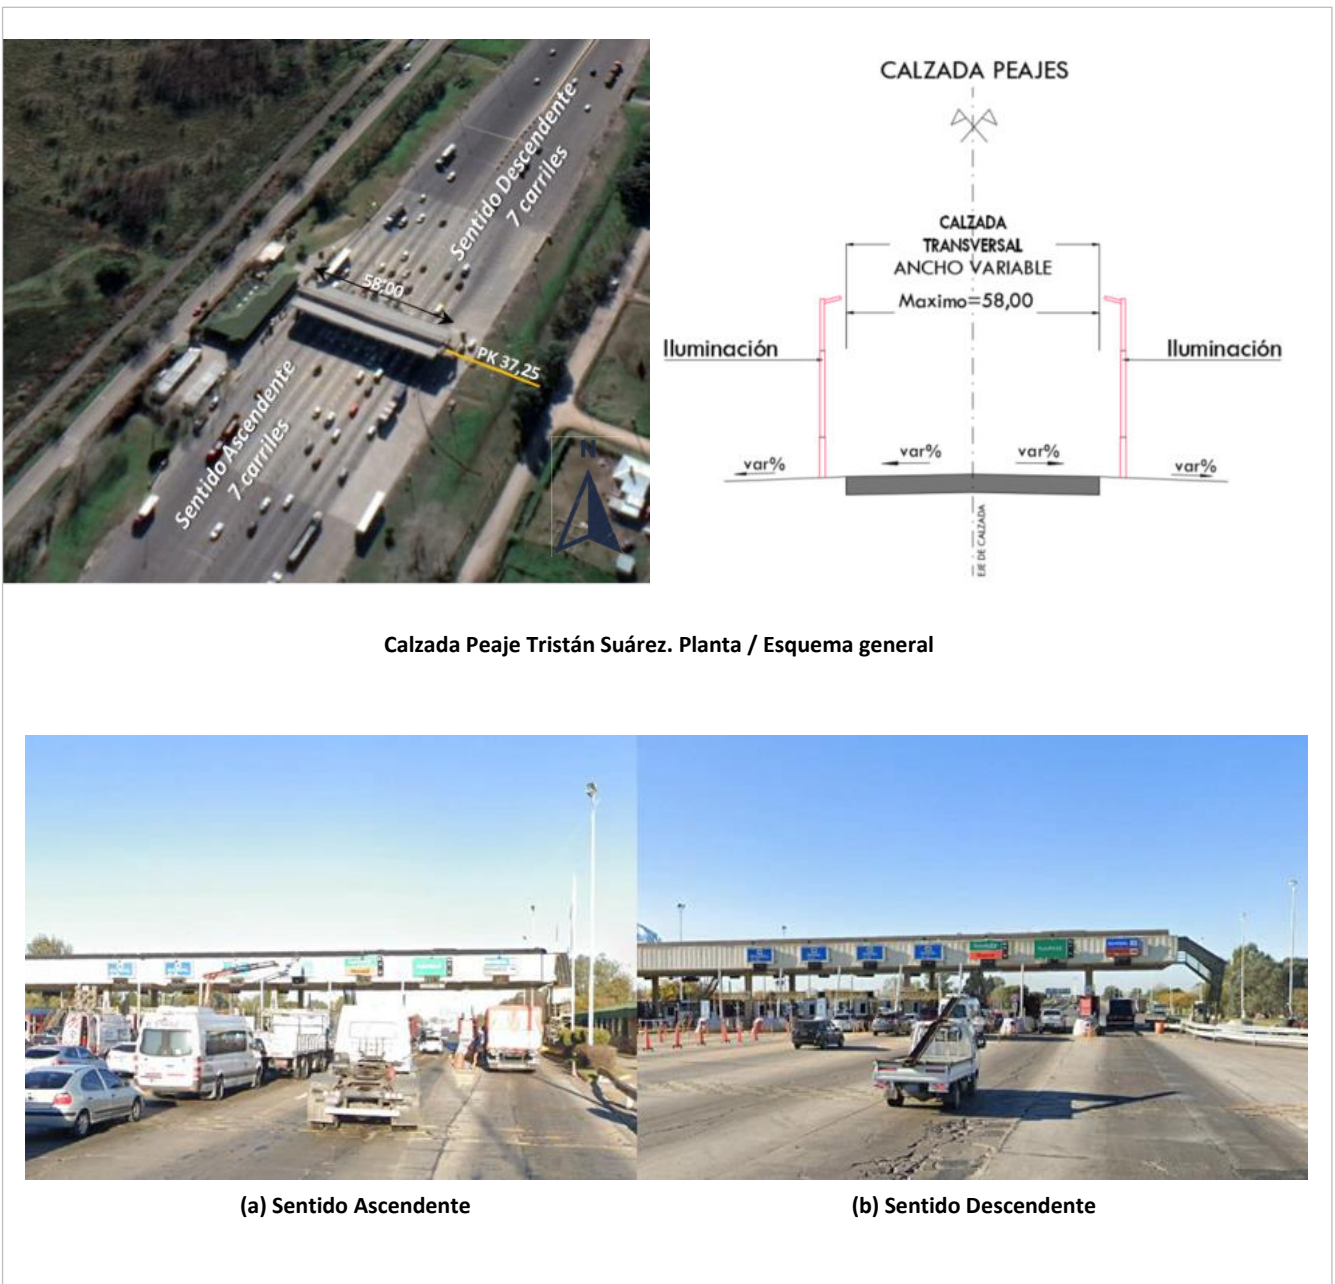 Sentido Descendente
7 carriles
58,00
PK 37,25
Sentido Ascendente
7 carriles
N
CALZADA PEAJES
CALZADA
TRANSVERSAL
ANCHO VARIABLE
Maximo=58,00
Iluminación
Iluminación
var%
var%
var%
var%
EJE DE CALZADA
Calzada Peaje Tristán Suárez. Planta / Esquema general
(a) Sentido Ascendente
(b) Sentido Descendente